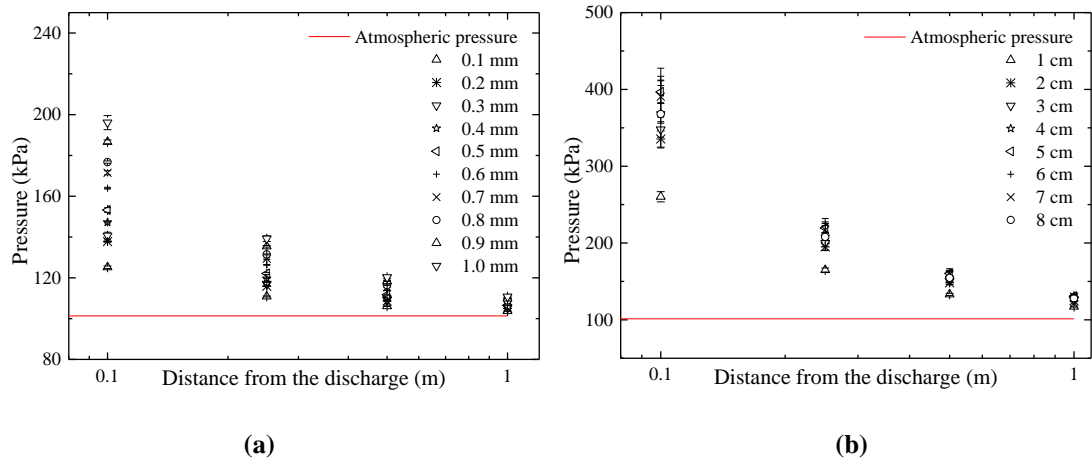 240
200
160
120
80
Pressure (kPa)
Atmospheric pressure
0.1 mm
0.2 mm
0.3 mm
0.4 mm
0.5 mm
0.6 mm
0.7 mm
0.8 mm
0.9 mm
1.0 mm
0.1
1
Distance from the discharge (m)
(a)
500
400
300
200
100
Pressure (kPa)
Atmospheric pressure
1 cm
2 cm
3 cm
4 cm
5 cm
6 cm
7 cm
8 cm
0.1
1
Distance from the discharge (m)
(b)